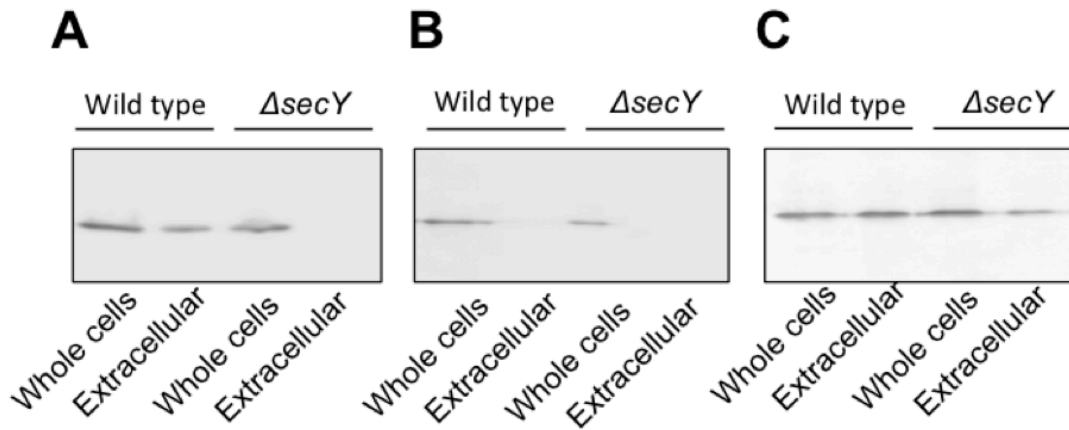 A B C
Wild type ΔsecY Wild type ΔsecY Wild type ΔsecY
Whole cells Extracellular Whole cells Extracellular Whole cells Extracellular Whole cells Extracellular Whole cells Extracellular Whole cells Extracellular